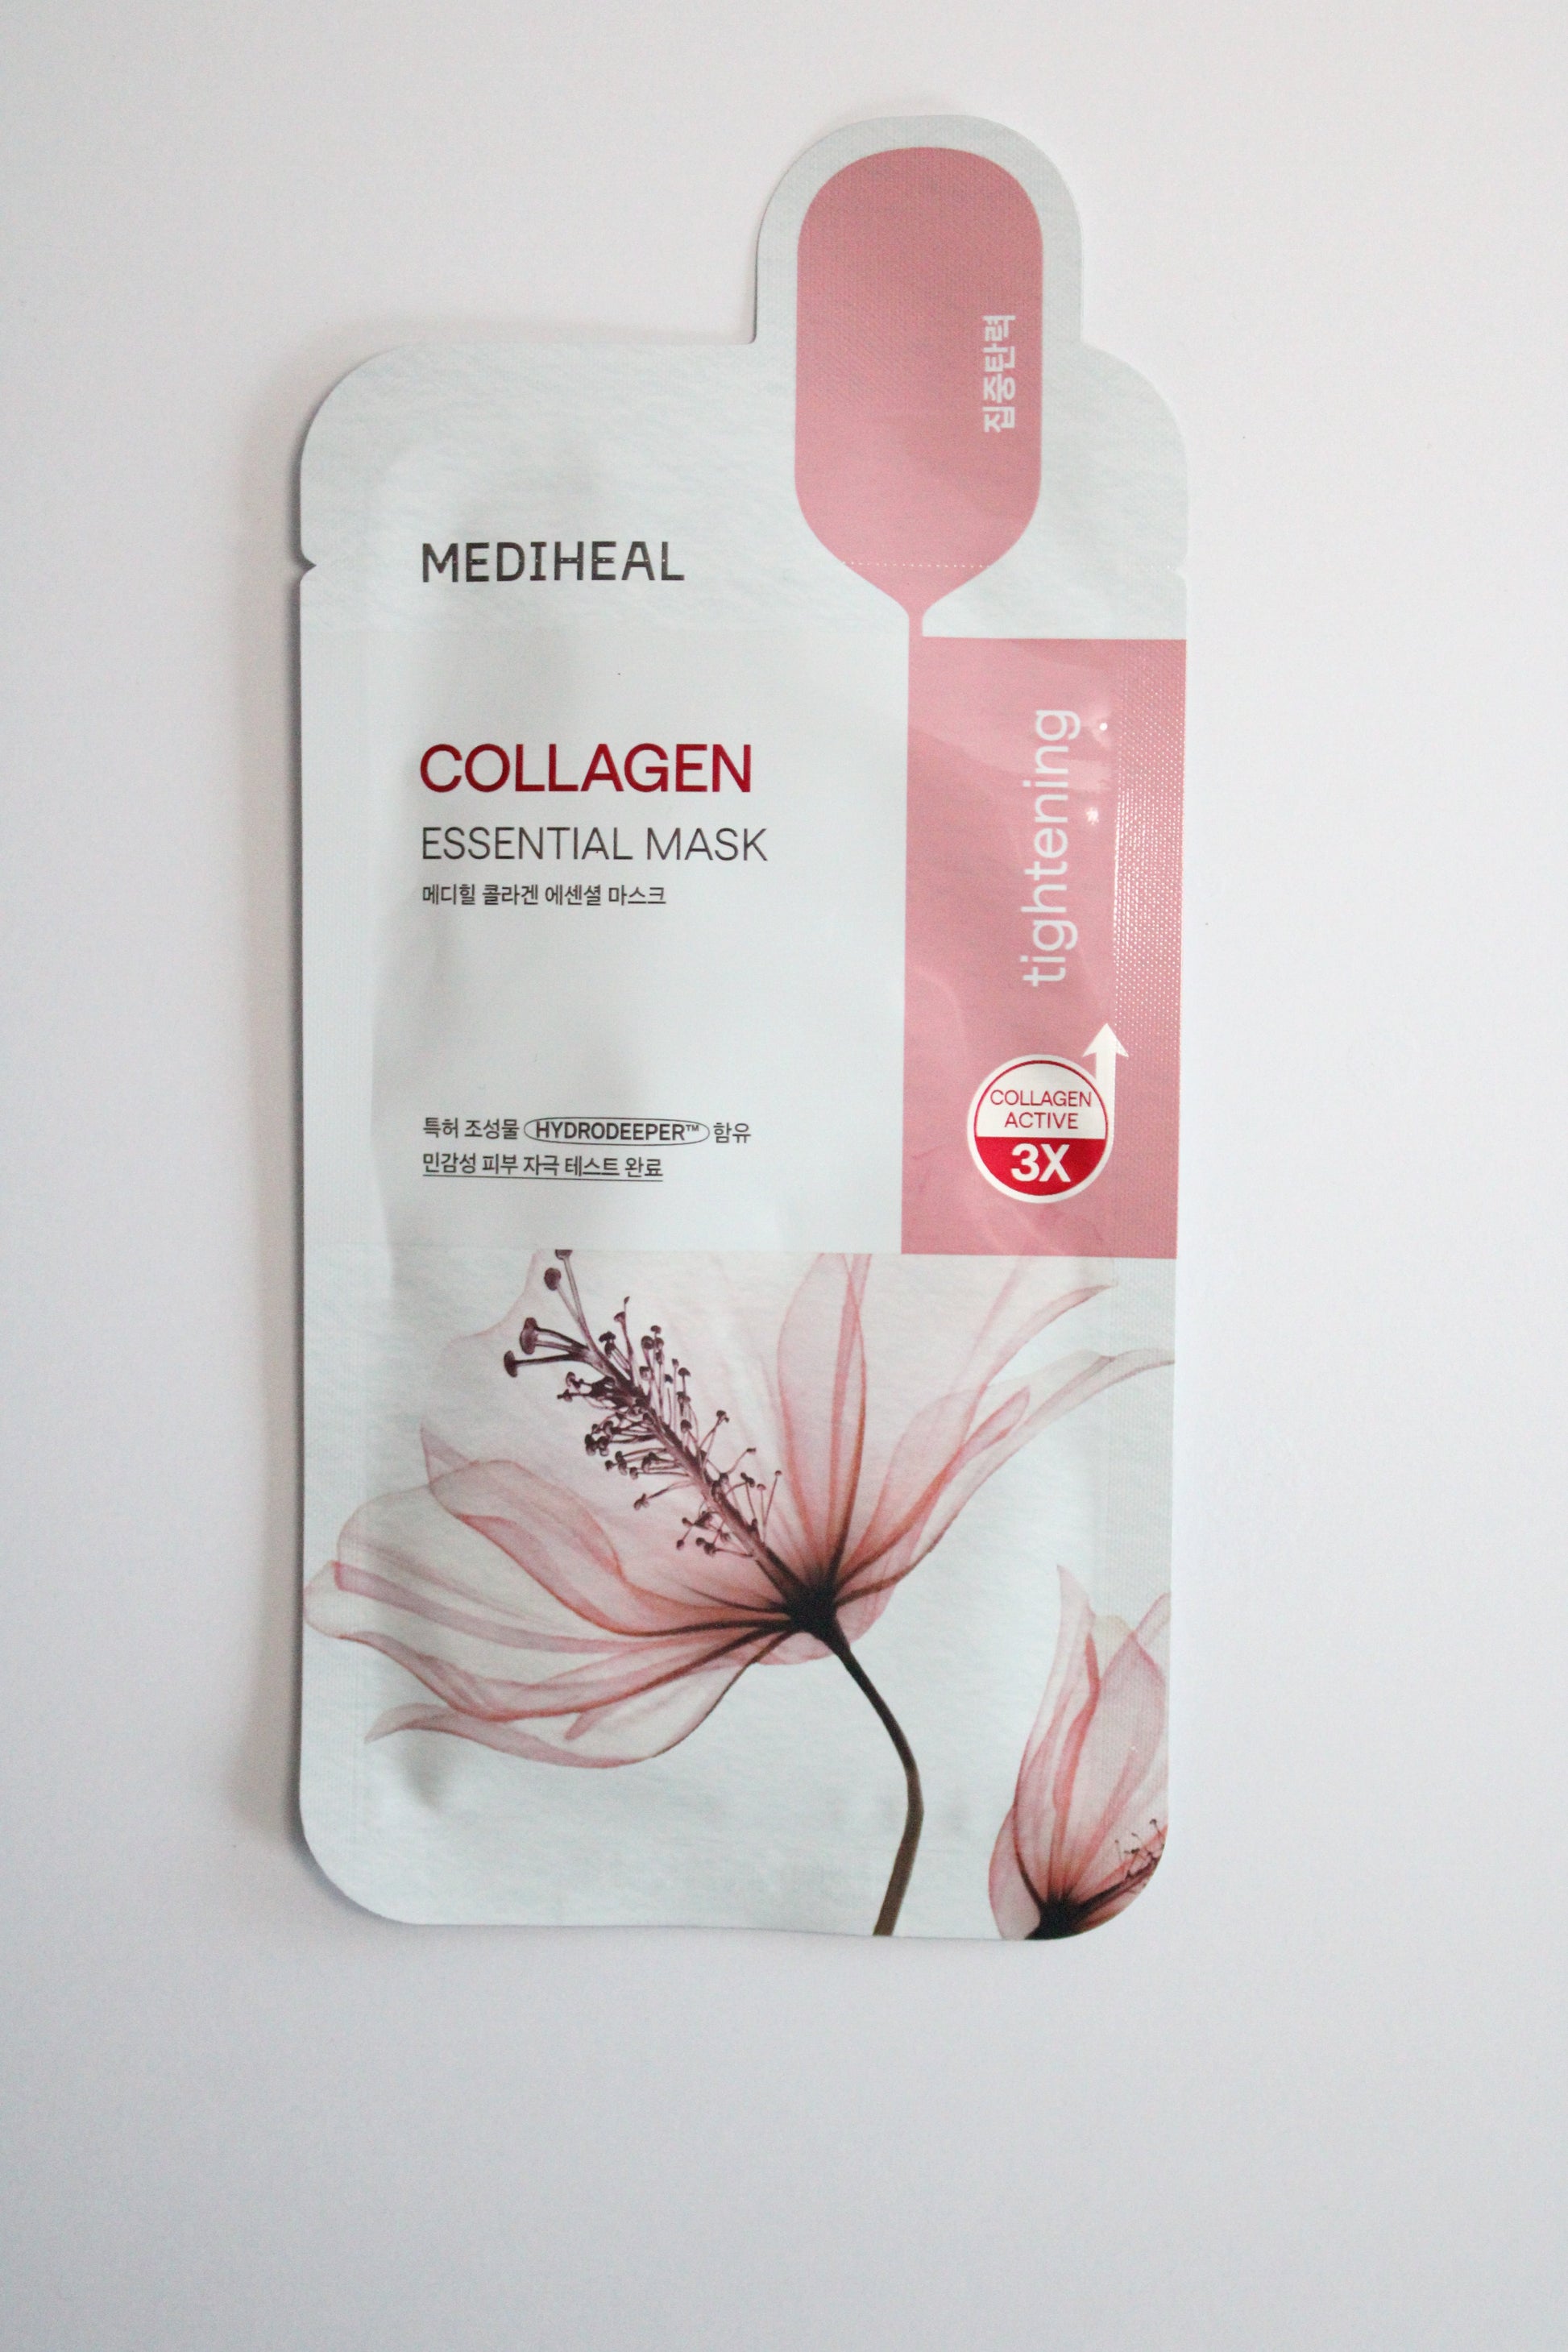 집중탄력
MEDIHEAL
COLLAGEN
ESSENTIAL MASK
메디힐 콜라겐 에센셜 마스크
tightening
COLLAGEN
ACTIVE
3X
특허 조성물 HYDRODEEPER™ 함유
민감성 피부 자극 테스트 완료